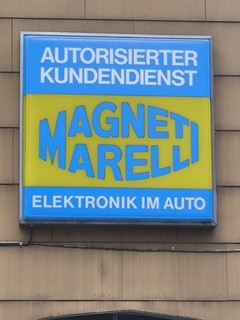 AUTORISIERTER
KUNDENDIENST
MAGNETI
MARELLI
ELEKTRONIK IM AUTO